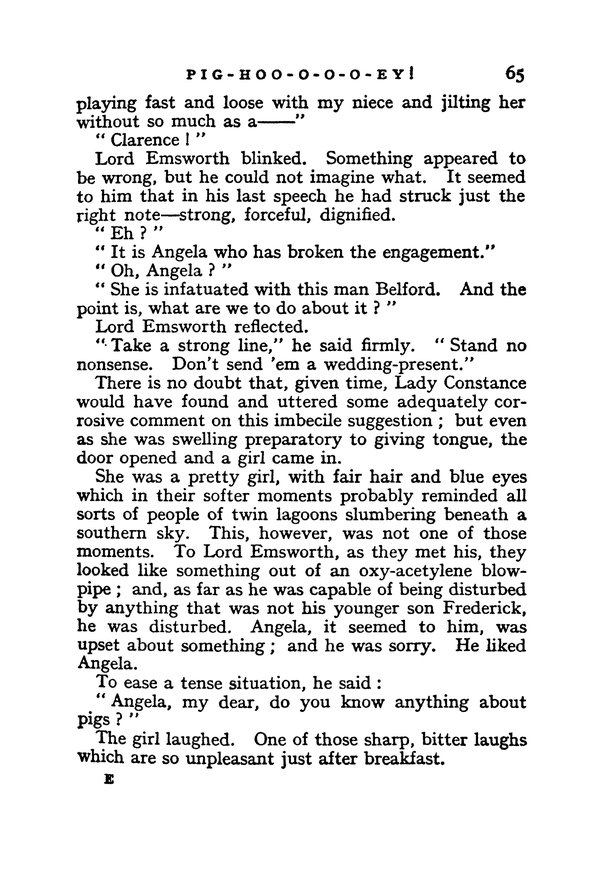 PIG-HOO-O-O-O-EY! 65
playing fast and loose with my niece and jilting her
without so much as a——"
" Clarence ! "
Lord Emsworth blinked. Something appeared to
be wrong, but he could not imagine what. It seemed
to him that in his last speech he had struck just the
right note—strong, forceful, dignified.
" Eh ? "
" It is Angela who has broken the engagement."
" Oh, Angela ? "
" She is infatuated with this man Belford. And the
point is, what are we to do about it ? "
Lord Emsworth reflected.
" Take a strong line," he said firmly. " Stand no
nonsense. Don't send 'em a wedding-present."
There is no doubt that, given time, Lady Constance
would have found and uttered some adequately cor-
rosive comment on this imbecile suggestion ; but even
as she was swelling preparatory to giving tongue, the
door opened and a girl came in.
She was a pretty girl, with fair hair and blue eyes
which in their softer moments probably reminded all
sorts of people of twin lagoons slumbering beneath a
southern sky. This, however, was not one of those
moments. To Lord Emsworth, as they met his, they
looked like something out of an oxy-acetylene blow-
pipe ; and, as far as he was capable of being disturbed
by anything that was not his younger son Frederick,
he was disturbed. Angela, it seemed to him, was
upset about something ; and he was sorry. He liked
Angela.
To ease a tense situation, he said :
" Angela, my dear, do you know anything about
pigs ? "
The girl laughed. One of those sharp, bitter laughs
which are so unpleasant just after breakfast.
E